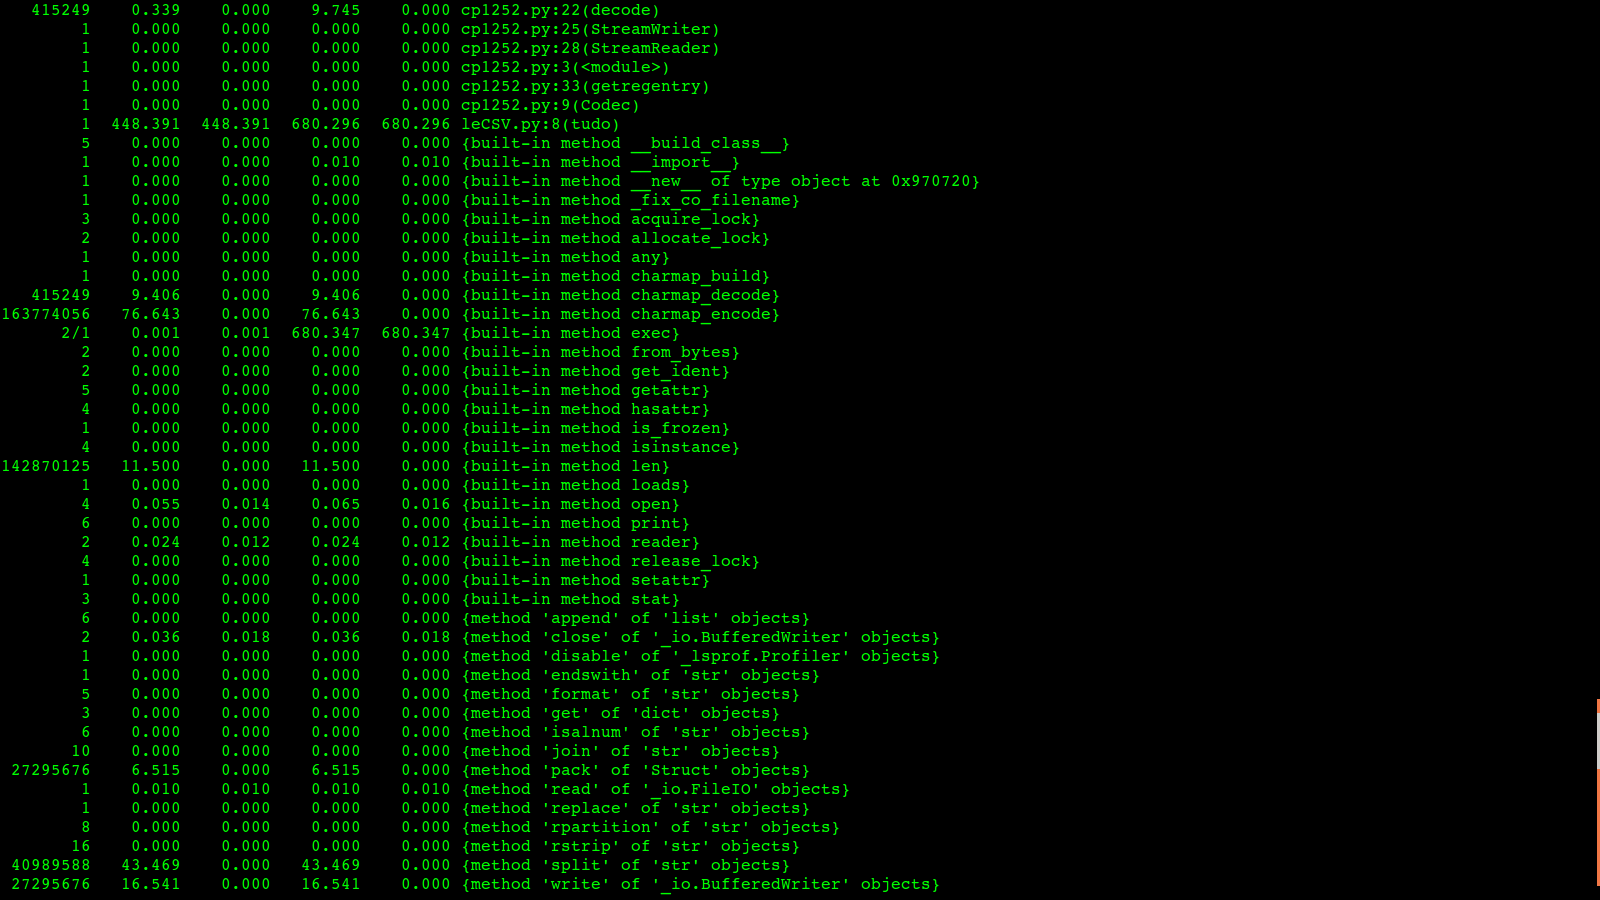 415249 0.339 0.000 9.745 0.000 cp1252.py:22(decode)
1 0.000 0.000 0.000 0.000 cp1252.py:25(StreamWriter)
1 0.000 0.000 0.000 0.000 cp1252.py:28(StreamReader)
1 0.000 0.000 0.000 0.000 cp1252.py:3(<module>)
1 0.000 0.000 0.000 0.000 cp1252.py:33(getregentry)
1 0.000 0.000 0.000 0.000 cp1252.py:9(Codec)
1 448.391 448.391 680.296 680.296 leCSV.py:8(tudo)
5 0.000 0.000 0.000 0.000 {built-in method __build_class__}
1 0.000 0.000 0.010 0.010 {built-in method __import__}
1 0.000 0.000 0.000 0.000 {built-in method __new__ of type object at 0x970720}
1 0.000 0.000 0.000 0.000 {built-in method _fix_co_filename}
3 0.000 0.000 0.000 0.000 {built-in method acquire_lock}
2 0.000 0.000 0.000 0.000 {built-in method allocate_lock}
1 0.000 0.000 0.000 0.000 {built-in method any}
1 0.000 0.000 0.000 0.000 {built-in method charmap_build}
415249 9.406 0.000 9.406 0.000 {built-in method charmap_decode}
163774056 76.643 0.000 76.643 0.000 {built-in method charmap_encode}
2/1 0.001 0.001 680.347 680.347 {built-in method exec}
2 0.000 0.000 0.000 0.000 {built-in method from_bytes}
2 0.000 0.000 0.000 0.000 {built-in method get_ident}
5 0.000 0.000 0.000 0.000 {built-in method getattr}
4 0.000 0.000 0.000 0.000 {built-in method hasattr}
1 0.000 0.000 0.000 0.000 {built-in method is_frozen}
4 0.000 0.000 0.000 0.000 {built-in method isinstance}
142870125 11.500 0.000 11.500 0.000 {built-in method len}
1 0.000 0.000 0.000 0.000 {built-in method loads}
4 0.055 0.014 0.065 0.016 {built-in method open}
6 0.000 0.000 0.000 0.000 {built-in method print}
2 0.024 0.012 0.024 0.012 {built-in method reader}
4 0.000 0.000 0.000 0.000 {built-in method release_lock}
1 0.000 0.000 0.000 0.000 {built-in method setattr}
3 0.000 0.000 0.000 0.000 {built-in method stat}
6 0.000 0.000 0.000 0.000 {method 'append' of 'list' objects}
2 0.036 0.018 0.036 0.018 {method 'close' of '_io.BufferedWriter' objects}
1 0.000 0.000 0.000 0.000 {method 'disable' of '_lsprof.Profiler' objects}
1 0.000 0.000 0.000 0.000 {method 'endswith' of 'str' objects}
5 0.000 0.000 0.000 0.000 {method 'format' of 'str' objects}
3 0.000 0.000 0.000 0.000 {method 'get' of 'dict' objects}
6 0.000 0.000 0.000 0.000 {method 'isalnum' of 'str' objects}
10 0.000 0.000 0.000 0.000 {method 'join' of 'str' objects}
27295676 6.515 0.000 6.515 0.000 {method 'pack' of 'Struct' objects}
1 0.010 0.010 0.010 0.010 {method 'read' of '_io.FileIO' objects}
1 0.000 0.000 0.000 0.000 {method 'replace' of 'str' objects}
8 0.000 0.000 0.000 0.000 {method 'rpartition' of 'str' objects}
16 0.000 0.000 0.000 0.000 {method 'rstrip' of 'str' objects}
40989588 43.469 0.000 43.469 0.000 {method 'split' of 'str' objects}
27295676 16.541 0.000 16.541 0.000 {method 'write' of '_io.BufferedWriter' objects}